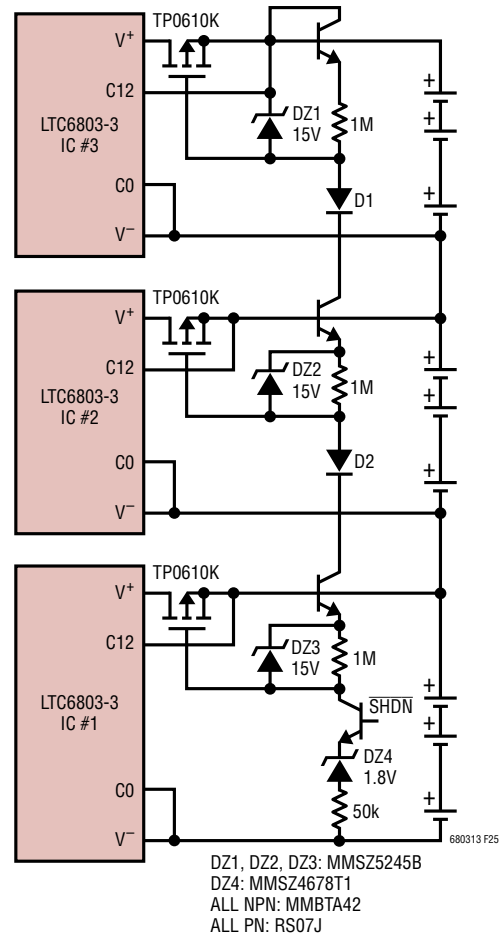 TP0610K
V+
C12
LTC6803-3
IC #3
C0
V−
DZ1
15V
1M
D1
+
+
+
TP0610K
V+
C12
LTC6803-3
IC #2
C0
V−
DZ2
15V
1M
D2
+
+
+
TP0610K
V+
C12
LTC6803-3
IC #1
C0
V−
DZ3
15V
1M
S̅H̅D̅N̅
DZ4
1.8V
50k
+
+
+
680313 F25
DZ1, DZ2, DZ3: MMSZ5245B
DZ4: MMSZ4678T1
ALL NPN: MMBTA42
ALL PN: RS07J